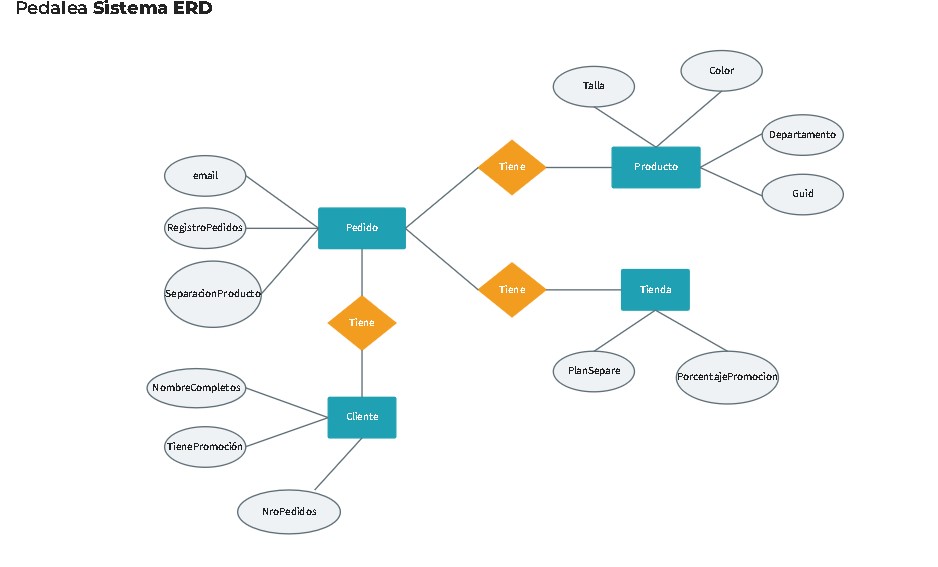 Pedalea Sistema ERD
Color
Talla
Departamento
Tiene
Producto
email
Guid
RegistroPedidos
Pedido
SeparacionProducto
Tiene
Tienda
Tiene
PlanSepare
PorcentajePromocion
NombreCompletos
Cliente
TienePromoción
NroPedidos